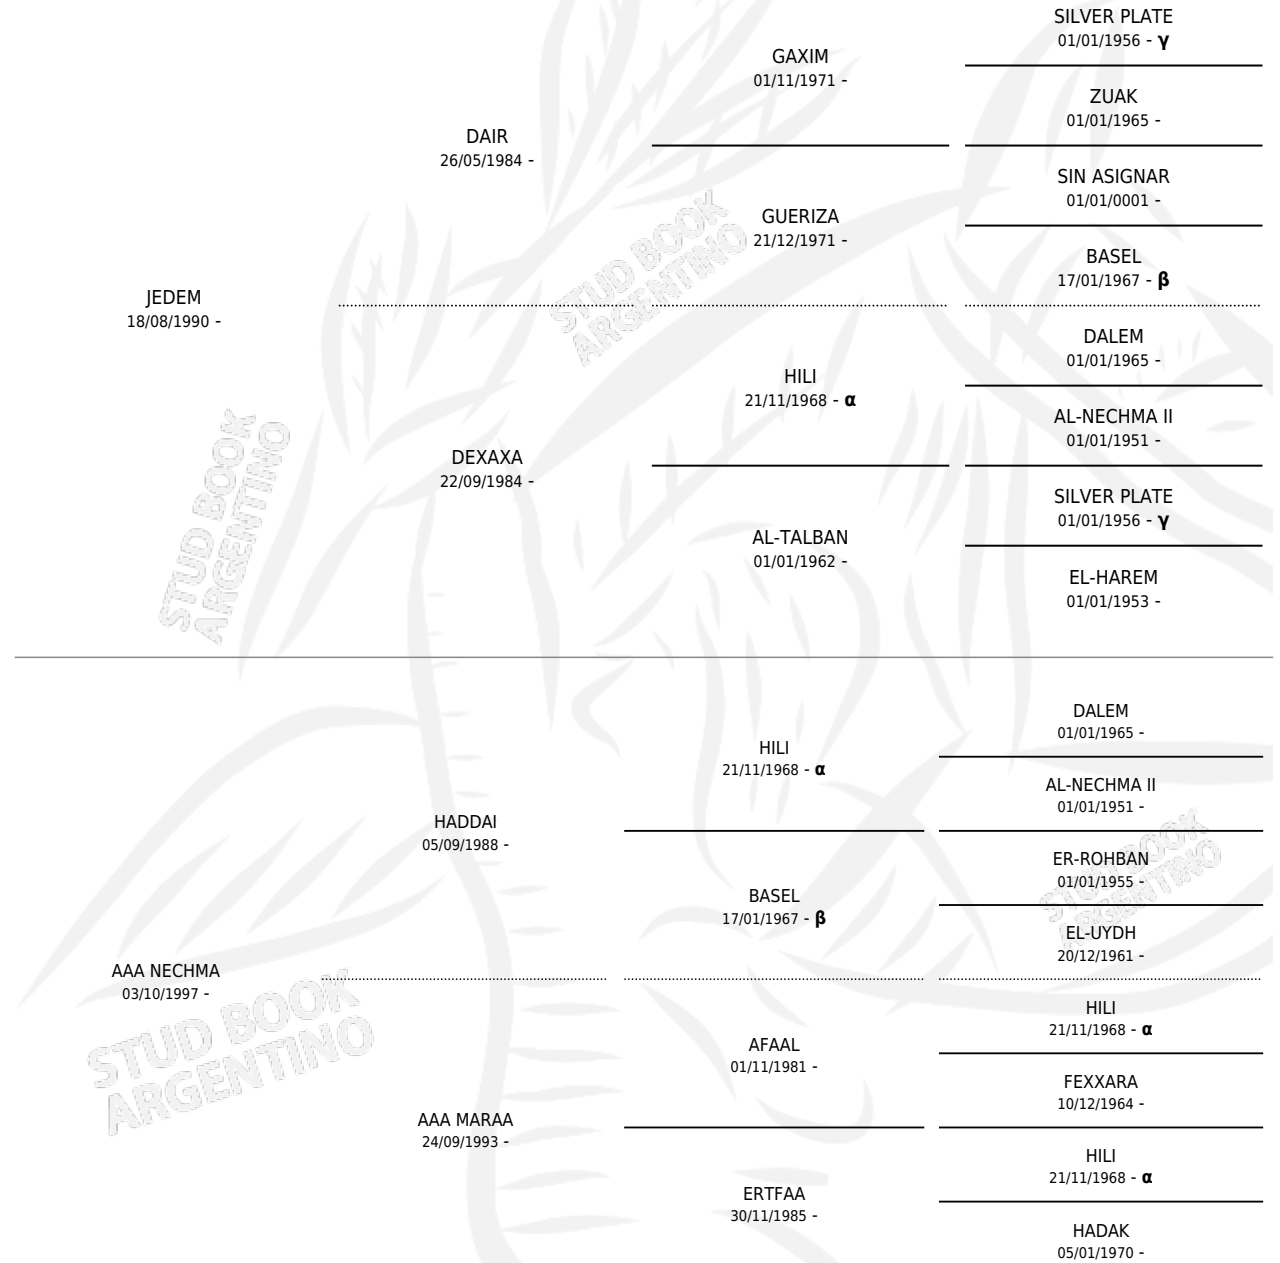 SILVER PLATE
01/01/1956 - γ
GAXIM
01/11/1971 -
ZUAK
01/01/1965 -
DAIR
26/05/1984 -
SIN ASIGNAR
01/01/0001 -
GUERIZA
21/12/1971 -
BASEL
17/01/1967 - β
JEDEM
18/08/1990 -
DALEM
01/01/1965 -
HILI
21/11/1968 - α
AL-NECHMA II
01/01/1951 -
DEXAXA
22/09/1984 -
SILVER PLATE
01/01/1956 - γ
AL-TALBAN
01/01/1962 -
EL-HAREM
01/01/1953 -
STUD BOOK
ARGENTINO
STUD BOOK
ARGENTINO
DALEM
01/01/1965 -
HILI
21/11/1968 - α
AL-NECHMA II
01/01/1951 -
HADDAI
05/09/1988 -
ER-ROHBAN
01/01/1955 -
BASEL
17/01/1967 - β
EL-UYDH
20/12/1961 -
AAA NECHMA
03/10/1997 -
HILI
21/11/1968 - α
AFAAL
01/11/1981 -
FEXXARA
10/12/1964 -
AAA MARAA
24/09/1993 -
HILI
21/11/1968 - α
ERTFAA
30/11/1985 -
HADAK
05/01/1970 -
STUD BOOK
ARGENTINO
STUD BOOK
ARGENTINO